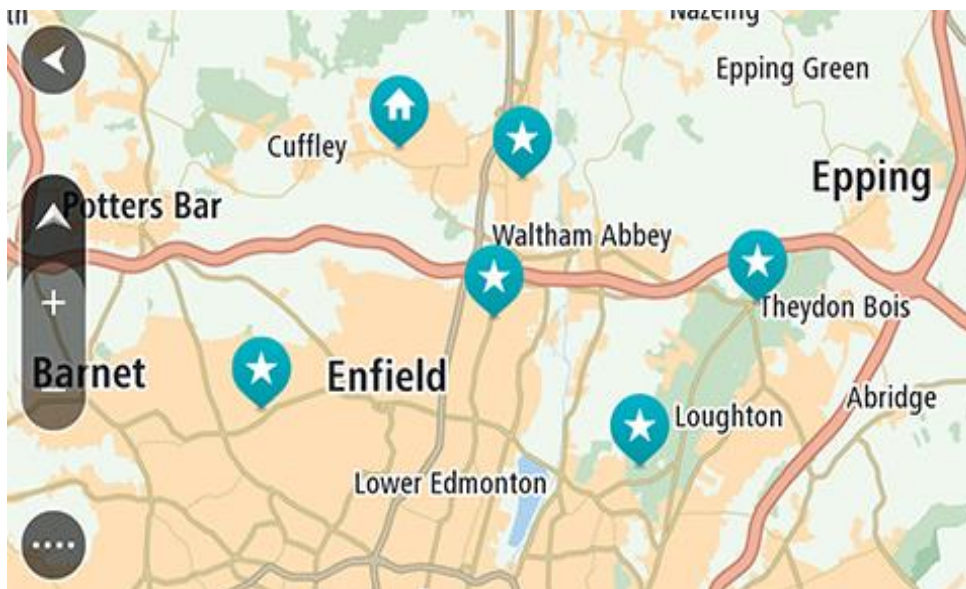 Nazeing
Epping Green
Cuffley
Epping
Potters Bar
Waltham Abbey
Theydon Bois
Barnet
Enfield
Abridge
Loughton
Lower Edmonton